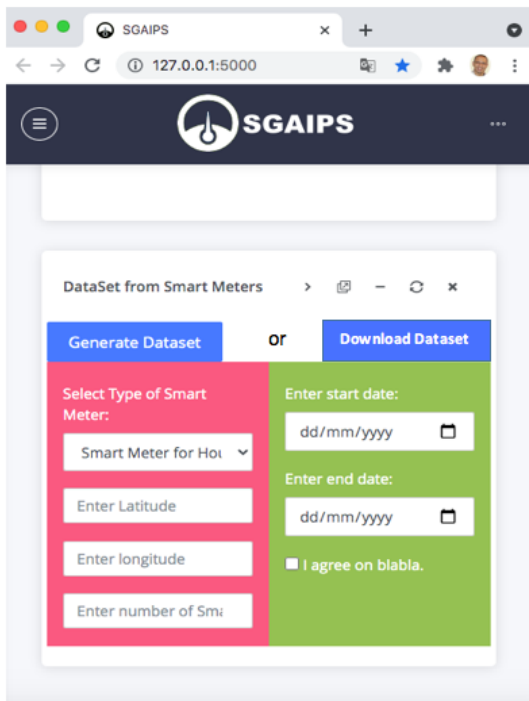 SGAIPS
127.0.0.1:5000
SGAIPS
DataSet from Smart Meters
Generate Dataset
or
Download Dataset
Select Type of Smart
Meter:
Smart Meter for Hou
Enter Latitude
Enter longitude
Enter number of Sma
Enter start date:
dd/mm/yyyy
Enter end date:
dd/mm/yyyy
I agree on blabla.